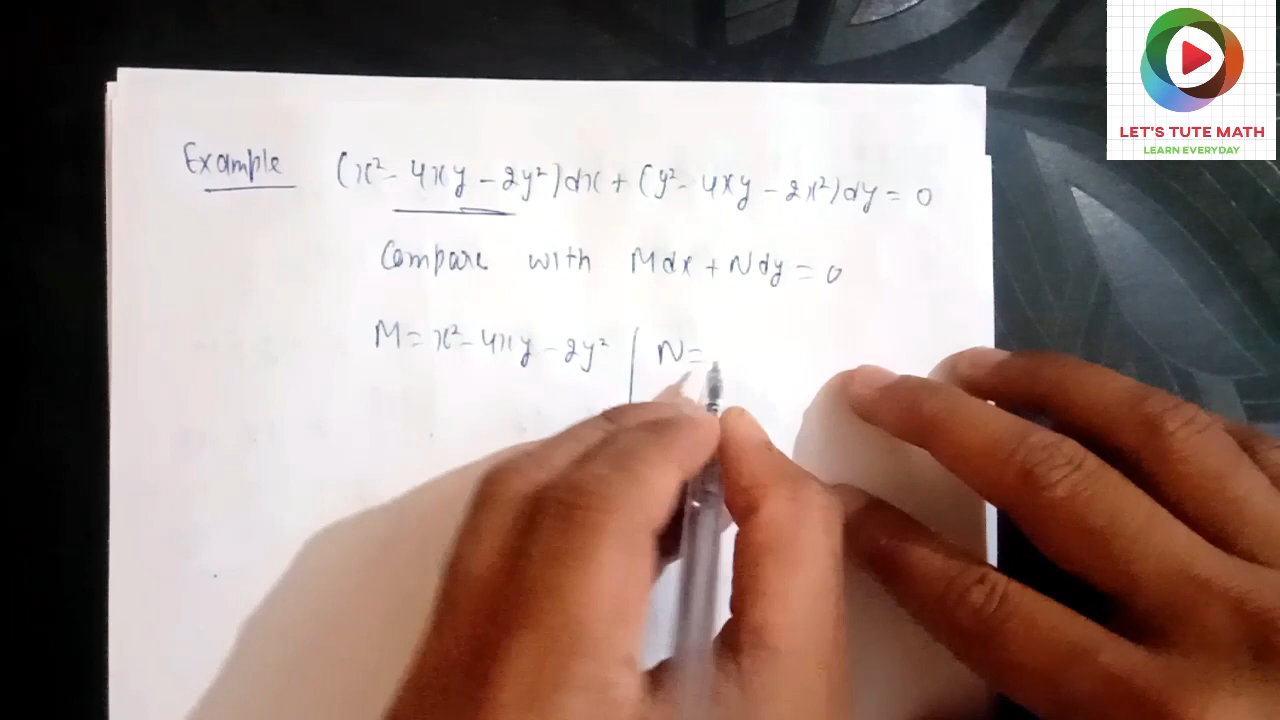 LET'S TUTE MATH
LEARN EVERYDAY
Example (x² - 4xy - 2y²)dx + (y² - 4xy - 2x²)dy = 0
Compare with Mdx + Ndy = 0
M = x² - 4xy - 2y² | N =